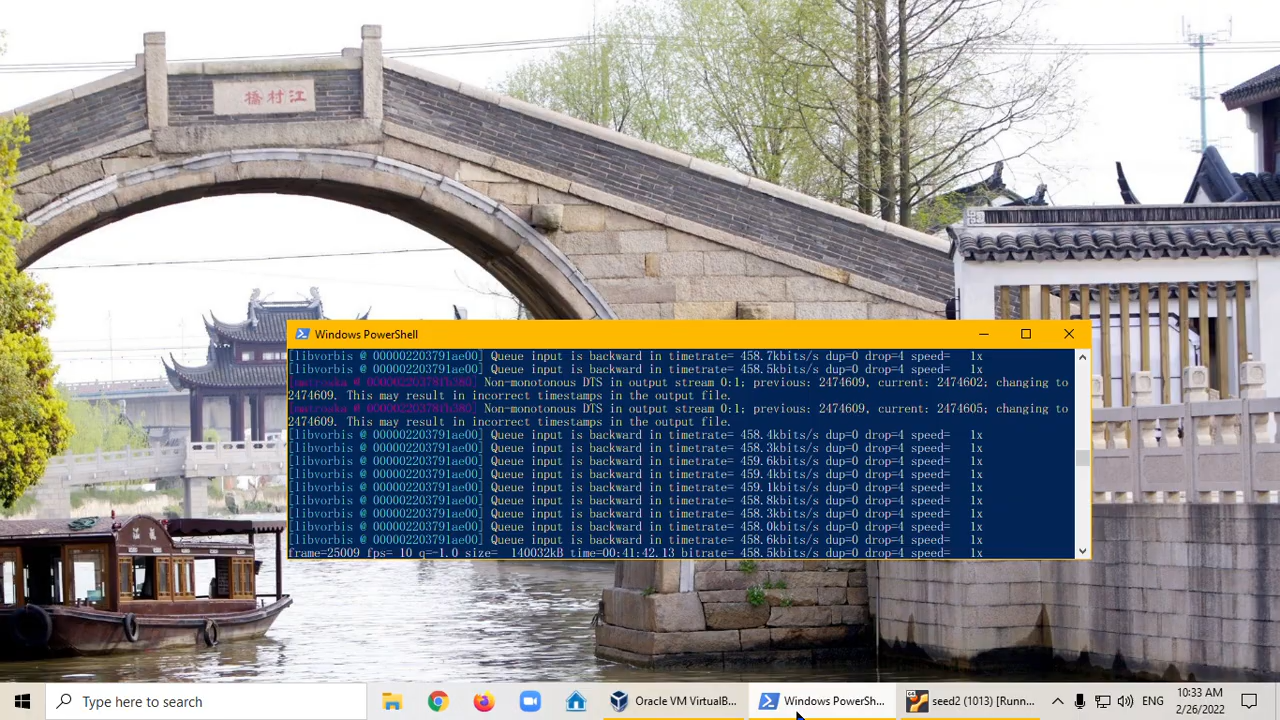 江村橋
Windows PowerShell
[libvorbis @ 000002203791ae00] Queue input is backward in timetrate= 458.7kbits/s dup=0 drop=4 speed=   1x
[libvorbis @ 000002203791ae00] Queue input is backward in timetrate= 458.5kbits/s dup=0 drop=4 speed=   1x
[matroska @ 00000220378fb380] Non-monotonous DTS in output stream 0:1; previous: 2474609, current: 2474602; changing to
2474609. This may result in incorrect timestamps in the output file.
[matroska @ 00000220378fb380] Non-monotonous DTS in output stream 0:1; previous: 2474609, current: 2474605; changing to
2474609. This may result in incorrect timestamps in the output file.
[libvorbis @ 000002203791ae00] Queue input is backward in timetrate= 458.4kbits/s dup=0 drop=4 speed=   1x
[libvorbis @ 000002203791ae00] Queue input is backward in timetrate= 458.3kbits/s dup=0 drop=4 speed=   1x
[libvorbis @ 000002203791ae00] Queue input is backward in timetrate= 459.6kbits/s dup=0 drop=4 speed=   1x
[libvorbis @ 000002203791ae00] Queue input is backward in timetrate= 459.4kbits/s dup=0 drop=4 speed=   1x
[libvorbis @ 000002203791ae00] Queue input is backward in timetrate= 459.1kbits/s dup=0 drop=4 speed=   1x
[libvorbis @ 000002203791ae00] Queue input is backward in timetrate= 458.8kbits/s dup=0 drop=4 speed=   1x
[libvorbis @ 000002203791ae00] Queue input is backward in timetrate= 458.3kbits/s dup=0 drop=4 speed=   1x
[libvorbis @ 000002203791ae00] Queue input is backward in timetrate= 458.0kbits/s dup=0 drop=4 speed=   1x
[libvorbis @ 000002203791ae00] Queue input is backward in timetrate= 458.6kbits/s dup=0 drop=4 speed=   1x
frame=25009 fps= 10 q=-1.0 size=  140032kB time=00:41:42.13 bitrate= 458.5kbits/s dup=0 drop=4 speed=   1x
Type here to search
Oracle VM VirtualB...
Windows PowerSh...
seed2 (1013) [Runn...
ENG
10:33 AM
2/26/2022